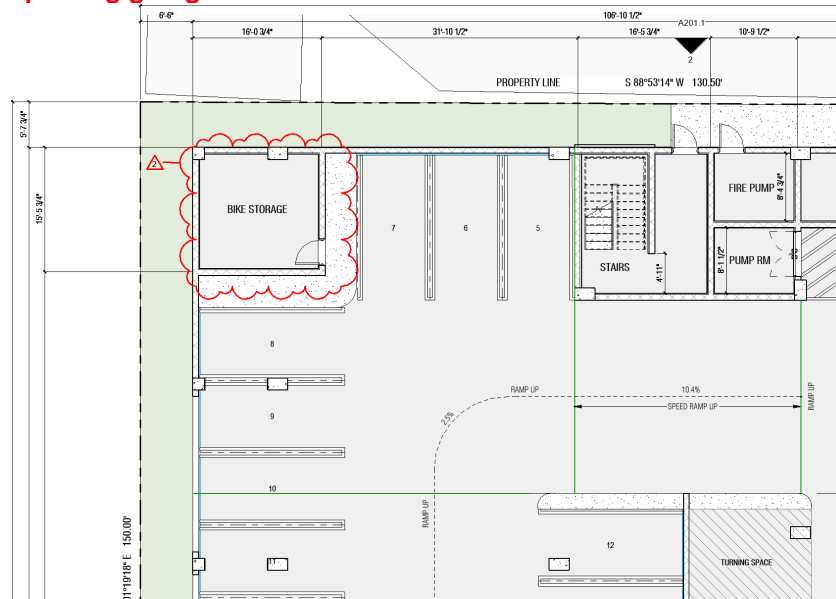 6'-6"
106'-10 1/2"
A201.1
16'-0 3/4"
31'-10 1/2"
16'-5 3/4"
10'-9 1/2"
2
PROPERTY LINE
S 88°53'14" W 130.50'
5'-7 3/4"
2
15'-5 3/4"
BIKE STORAGE
7
6
5
STAIRS
4'-11"
FIRE PUMP
8'-4 3/4"
PUMP RM
8'-1 1/2"
8
RAMP UP
10.4%
SPEED RAMP UP
RAMP UP
2.5%
9
10
RAMP UP
12
11
TURNING SPACE
01°19'18" E 150.00'